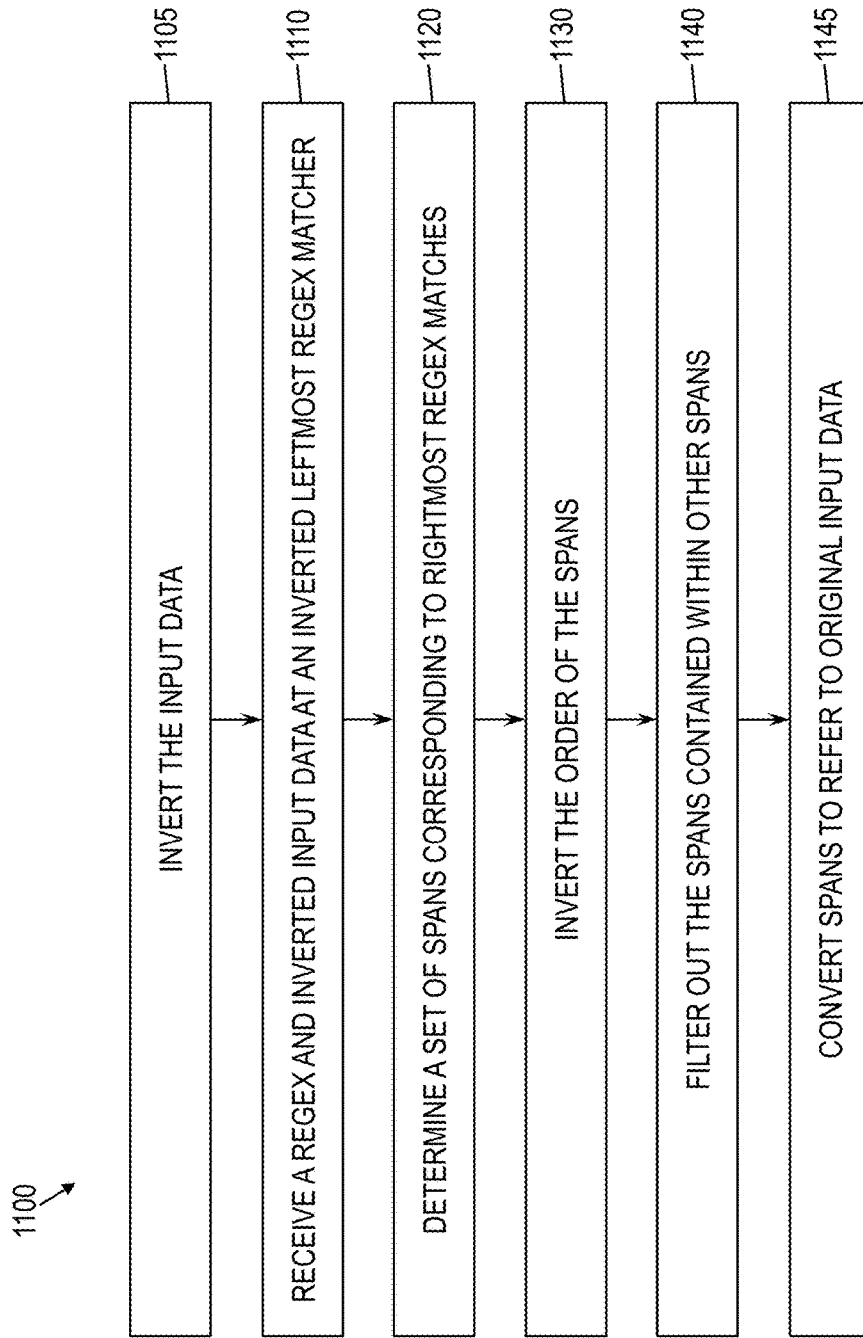 1100
INVERT THE INPUT DATA
1105
RECEIVE A REGEX AND INVERTED INPUT DATA AT AN INVERTED LEFTMOST REGEX MATCHER
1110
DETERMINE A SET OF SPANS CORRESPONDING TO RIGHTMOST REGEX MATCHES
1120
INVERT THE ORDER OF THE SPANS
1130
FILTER OUT THE SPANS CONTAINED WITHIN OTHER SPANS
1140
CONVERT SPANS TO REFER TO ORIGINAL INPUT DATA
1145